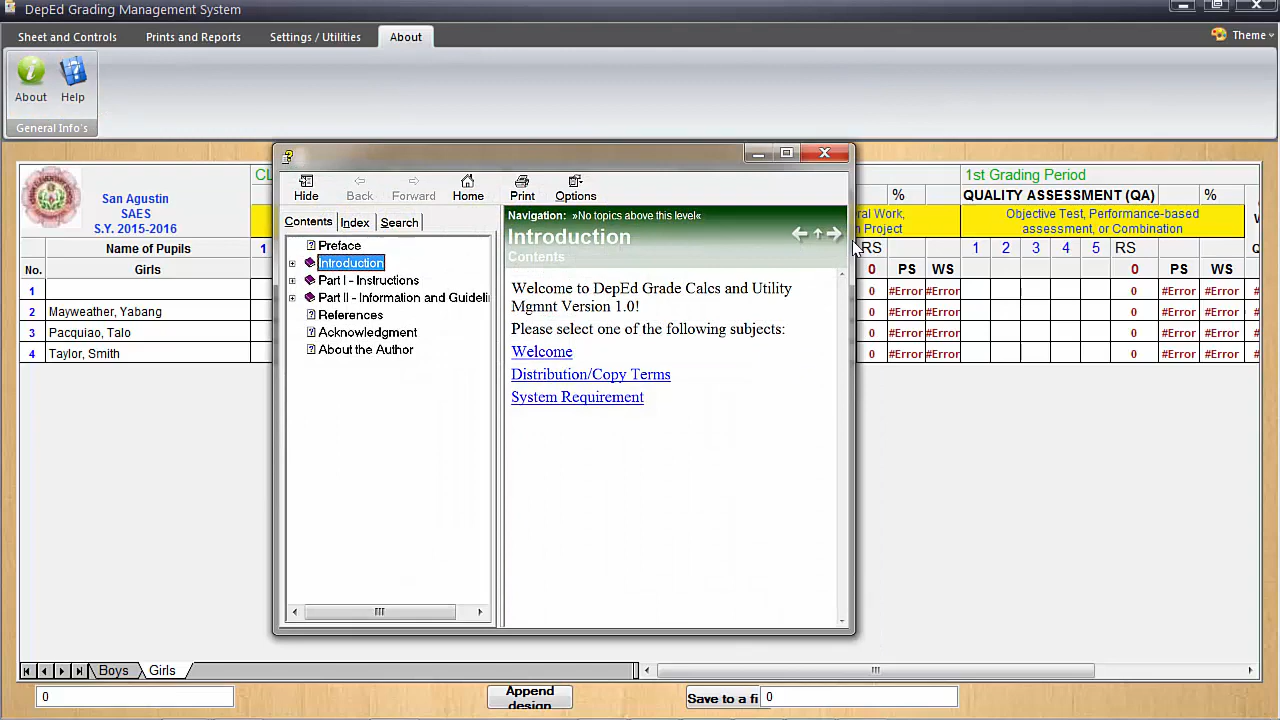 DepEd Grading Management System
Sheet and Controls Prints and Reports Settings / Utilities About Theme
About Help
General Info's
San Agustin
SAES
S.Y. 2015-2016
Name of Pupils
No. Girls
1
2 Mayweather, Yabang
3 Pacquiao, Talo
4 Taylor, Smith
CL
1
Hide Back Forward Home Print Options
Contents Index Search
Preface
Introduction
Part I - Instructions
Part II - Information and Guideli
References
Acknowledgment
About the Author
Navigation: »No topics above this level«
Introduction
Contents
Welcome to DepEd Grade Calcs and Utility
Mgmnt Version 1.0!
Please select one of the following subjects:
Welcome
Distribution/Copy Terms
System Requirement
1st Grading Period
% QUALITY ASSESSMENT (QA) %
ral Work, Objective Test, Performance-based
n Project assessment, or Combination
RS 1 2 3 4 5 RS
0 PS WS 0 PS WS
0 #Error #Error 0 #Error #Error
0 #Error #Error 0 #Error #Error
0 #Error #Error 0 #Error #Error
0 #Error #Error 0 #Error #Error
Boys Girls
0 Append Save to a fi 0
design